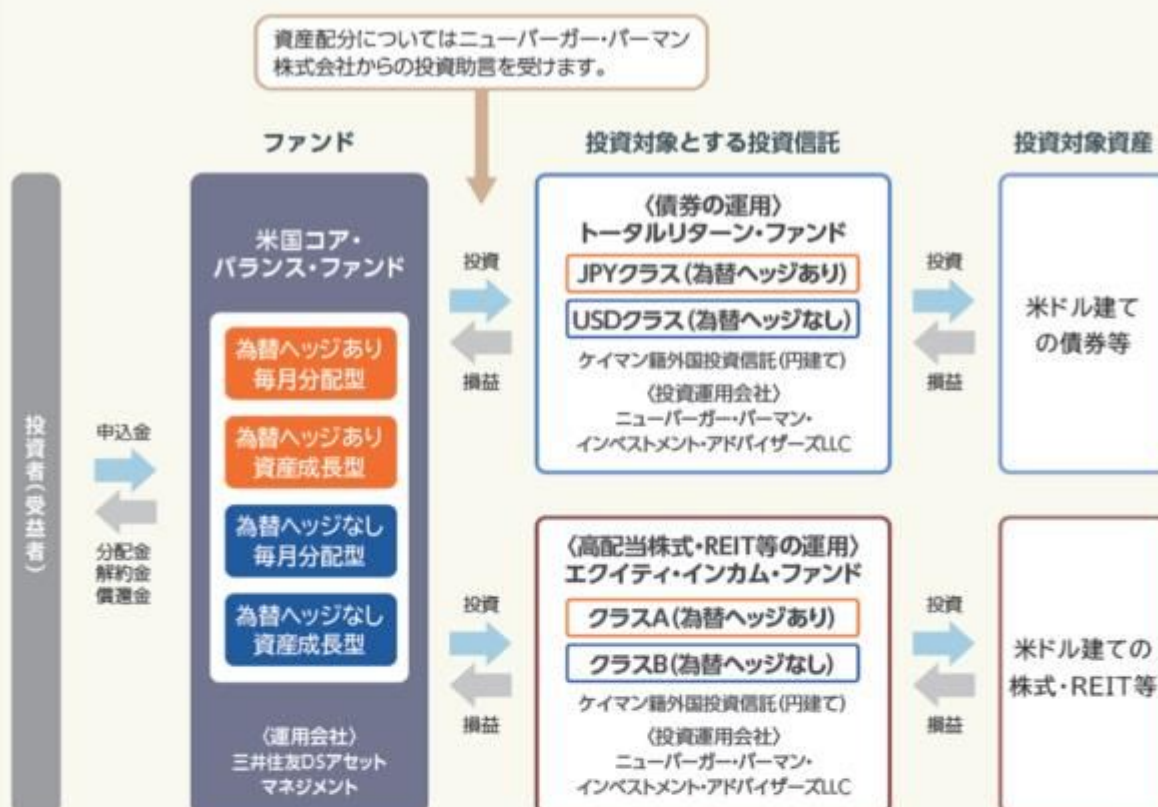 資産配分についてはニューバーガー・バーマン
株式会社からの投資助言を受けます。
ファンド
投資対象とする投資信託
投資対象資産
投資者(受益者)
申込金
分配金
解約金
償還金
米国コア・
バランス・ファンド
為替ヘッジあり
毎月分配型
為替ヘッジあり
資産成長型
為替ヘッジなし
毎月分配型
為替ヘッジなし
資産成長型
〈運用会社〉
三井住友DSアセット
マネジメント
投資
損益
〈債券の運用〉
トータルリターン・ファンド
JPYクラス(為替ヘッジあり)
USDクラス(為替ヘッジなし)
ケイマン籍外国投資信託(円建て)
〈投資運用会社〉
ニューバーガー・バーマン・
インベストメント・アドバイザーズLLC
投資
損益
米ドル建て
の債券等
投資
損益
〈高配当株式・REIT等の運用〉
エクイティ・インカム・ファンド
クラスA(為替ヘッジあり)
クラスB(為替ヘッジなし)
ケイマン籍外国投資信託(円建て)
〈投資運用会社〉
ニューバーガー・バーマン・
インベストメント・アドバイザーズLLC
投資
損益
米ドル建ての
株式・REIT等